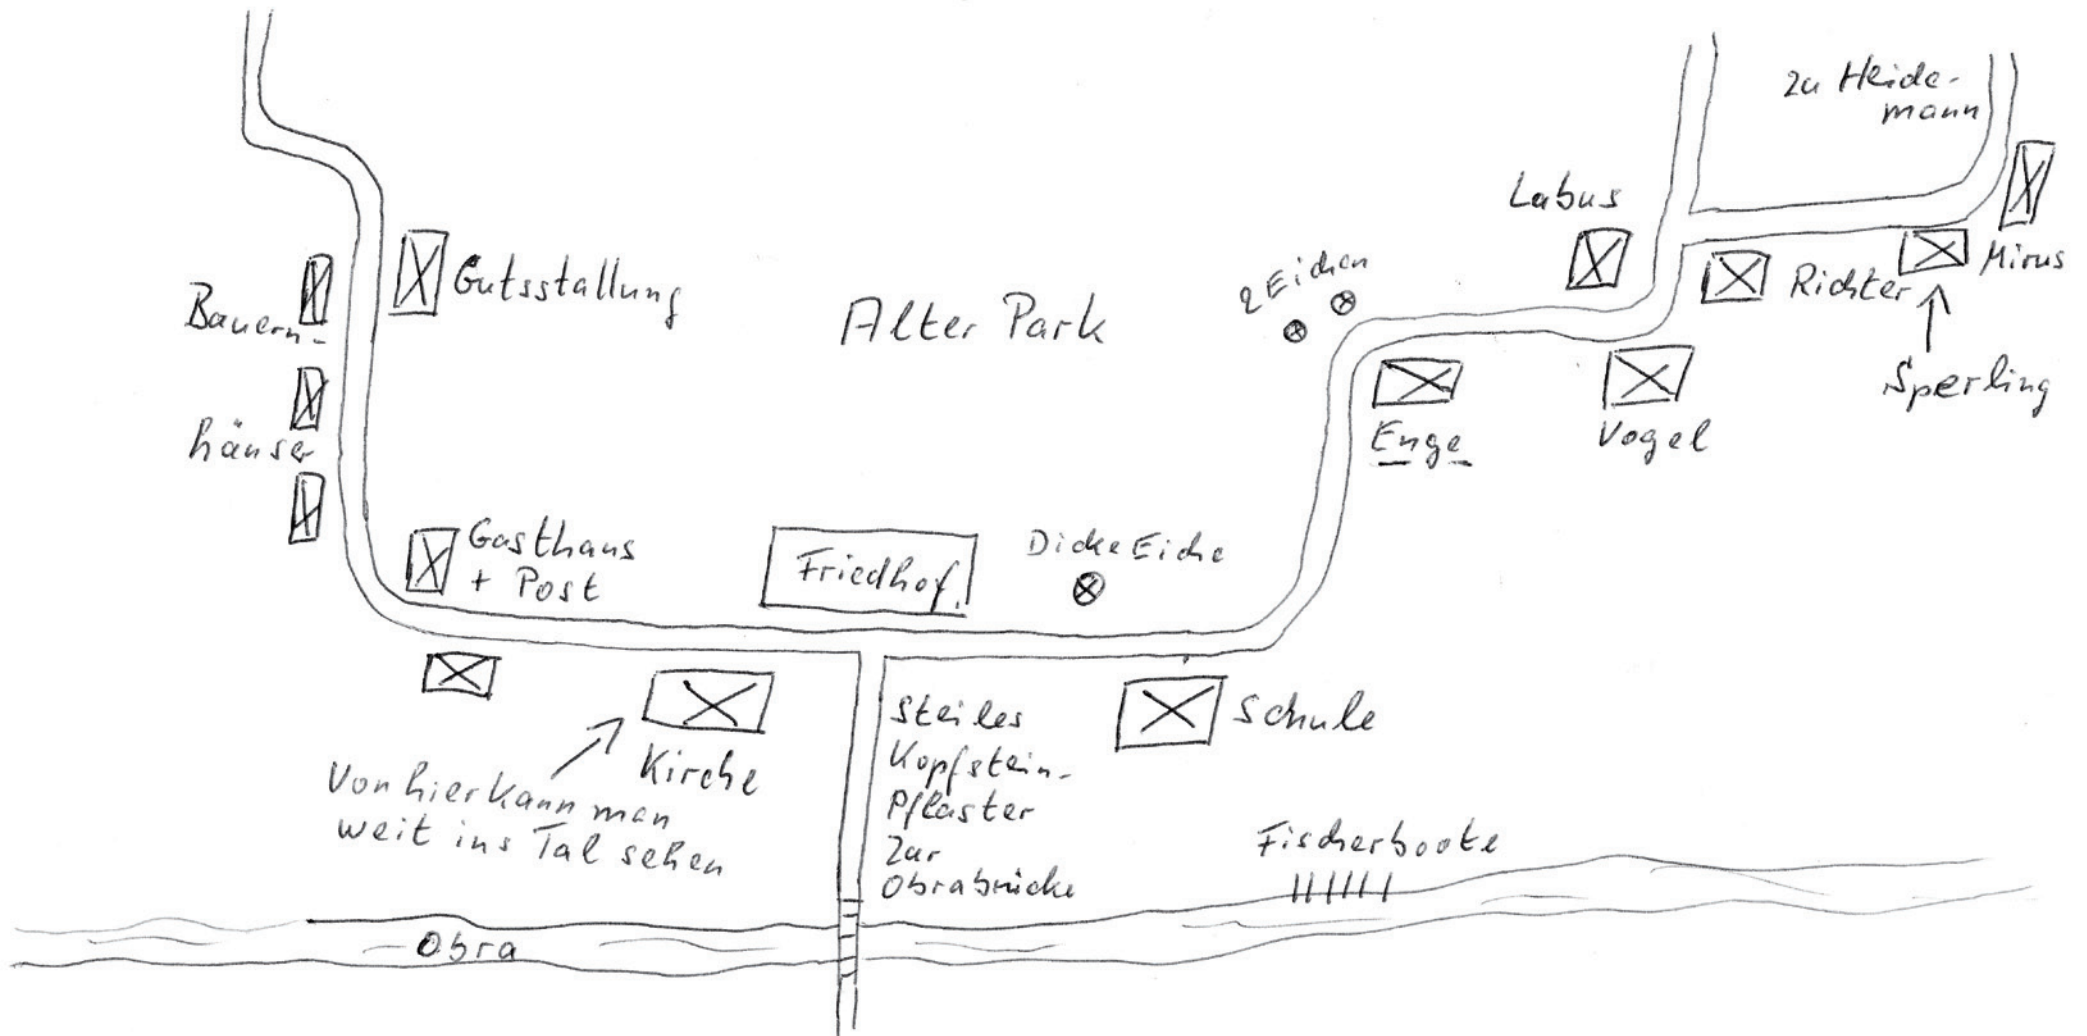 Zu Heide-
mann
Labus
2 Eichen
Mirus
Richter
Sperling
Gutsstallung
Bauern-
häuser
Alter Park
Enge
Vogel
Gasthaus
+ Post
Friedhof
Dicke Eiche
Kirche
Von hier kann man
weit ins Tal sehen
Steiles
Kopfstein-
Pflaster
Zur
Obrabrücke
Schule
Fischerboote
Obra